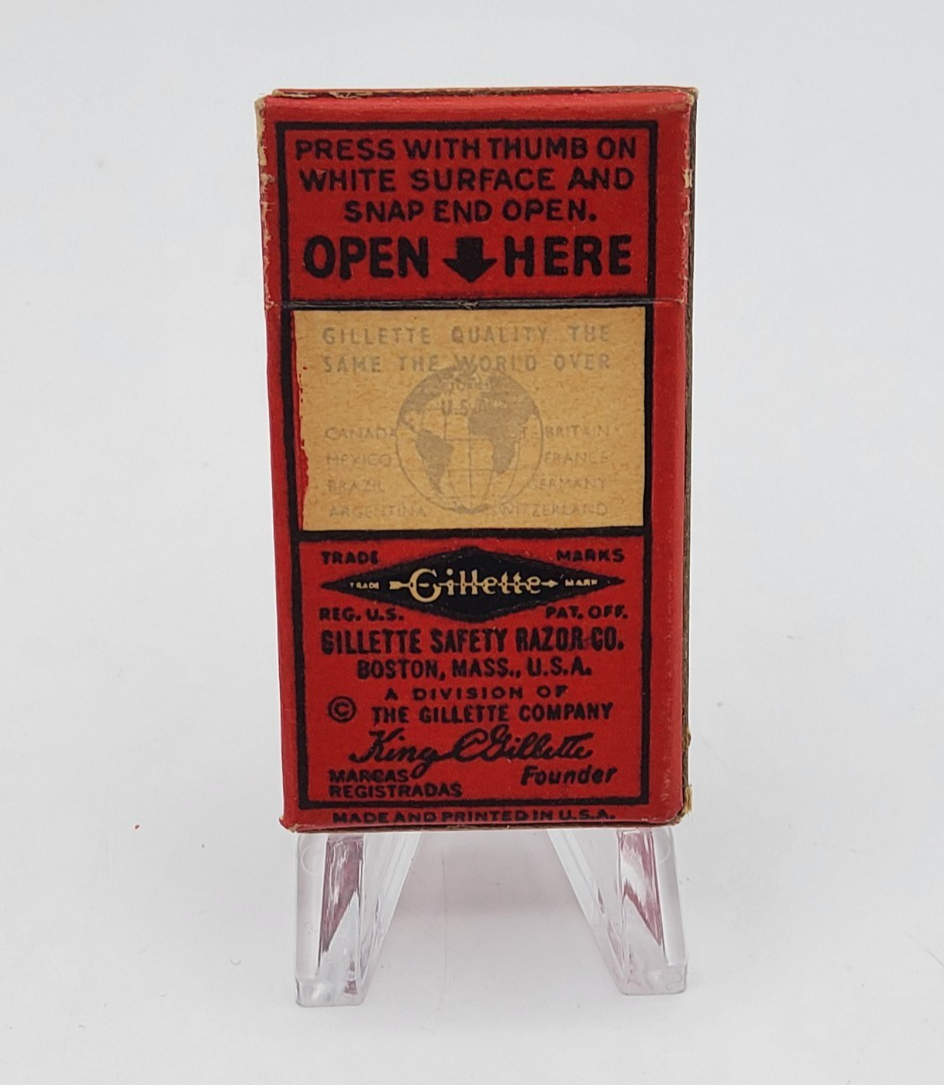 PRESS WITH THUMB ON
WHITE SURFACE AND
SNAP END OPEN.
OPEN HERE
GILLETTE QUALITY THE
SAME THE WORLD OVER
U.S.A.
CANADA BRITAIN
MEXICO FRANCE
BRAZIL GERMANY
ARGENTINA SWITZERLAND
TRADE MARKS
TRADE Gillette MARK
REG. U.S. PAT. OFF.
GILLETTE SAFETY RAZOR CO.
BOSTON, MASS., U.S.A.
A DIVISION OF
© THE GILLETTE COMPANY
King C Gillette
MARCAS Founder
REGISTRADAS
MADE AND PRINTED IN U.S.A.